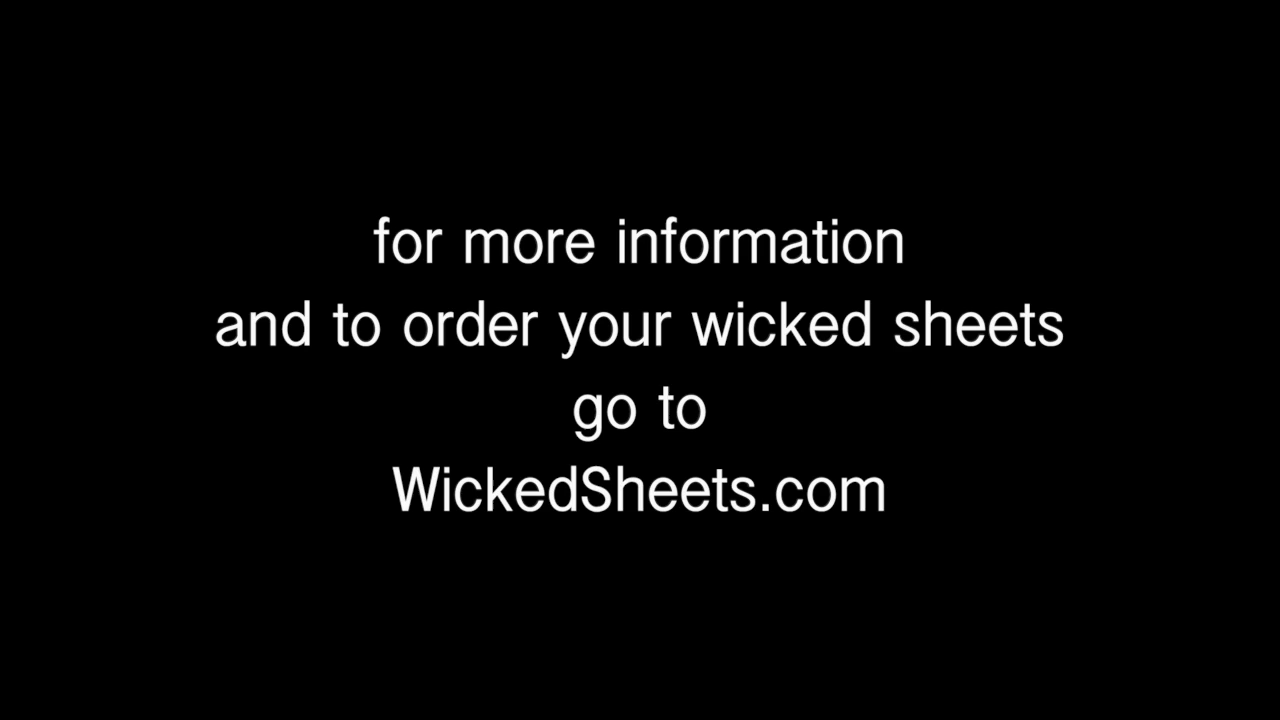 for more information
and to order your wicked sheets
go to
WickedSheets.com